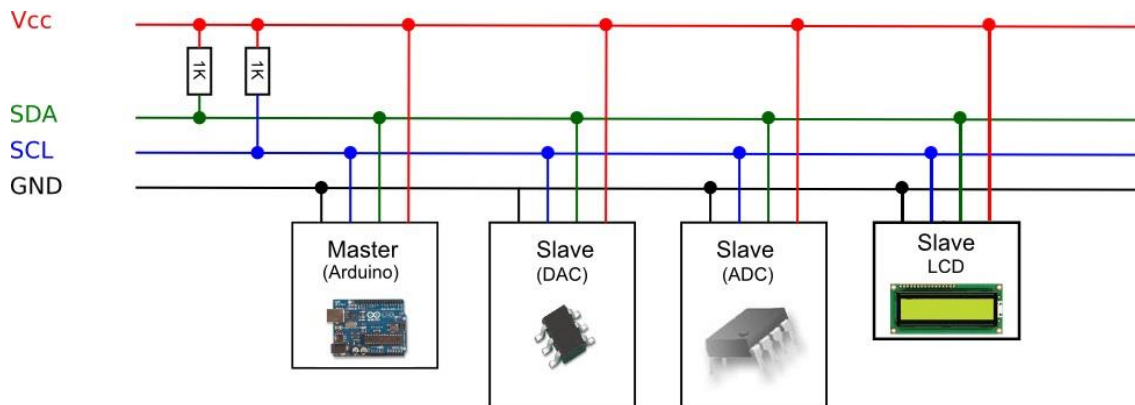 Vcc
1K
1K
SDA
SCL
GND
Master
(Arduino)
Slave
(DAC)
Slave
(ADC)
Slave
LCD